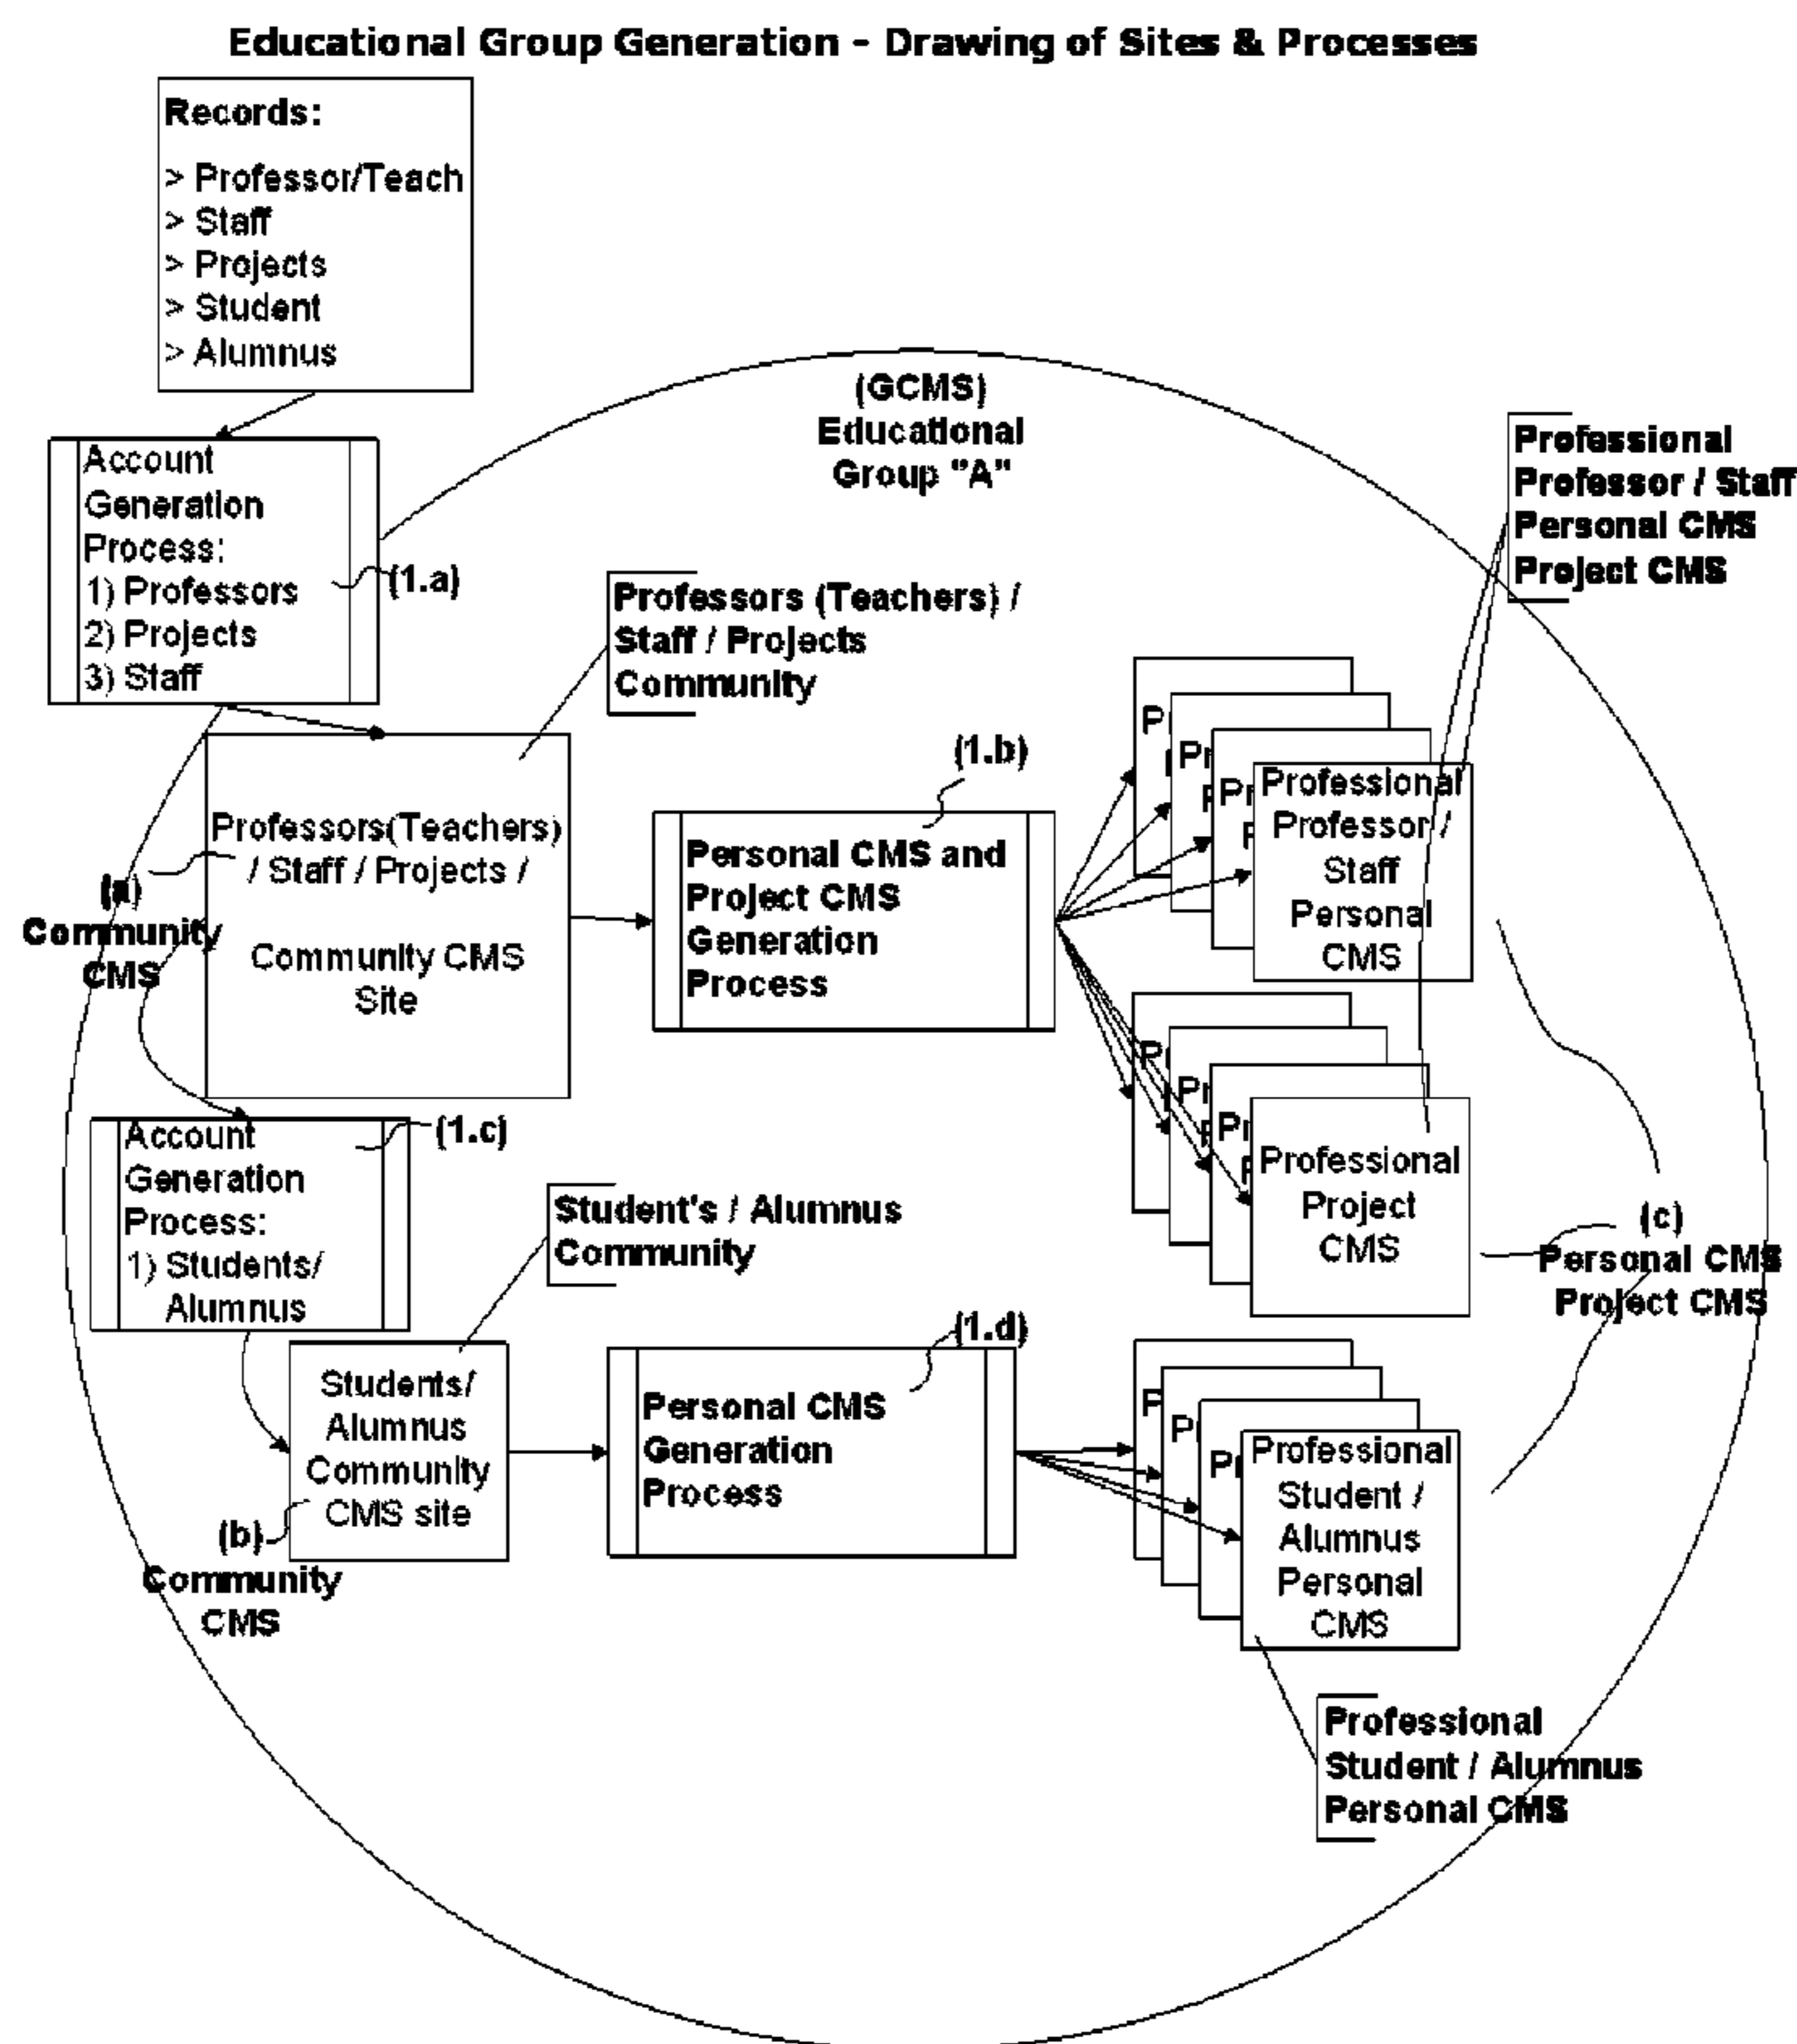 Educational Group Generation - Drawing of Sites & Processes
Records:
> Professor/Teach
> Staff
> Projects
> Student
> Alumnus
(GCMS)
Educational
Group "A"
Account
Generation
Process:
1) Professors
2) Projects
3) Staff
(1.a)
Professors (Teachers) /
Staff / Projects
Community
Professional
Professor / Staff
Personal CMS
Project CMS
Professors(Teachers)
/ Staff / Projects /
Community CMS
Site
(a)
Community
CMS
(1.b)
Personal CMS and
Project CMS
Generation
Process
Professional
Professor /
Staff
Personal
CMS
Account
Generation
Process:
1) Students/
Alumnus
(1.c)
Professional
Project
CMS
(c)
Personal CMS
Project CMS
Student's / Alumnus
Community
Students/
Alumnus
Community
CMS site
(b)
Community
CMS
(1.d)
Personal CMS
Generation
Process
Professional
Student /
Alumnus
Personal
CMS
Professional
Student / Alumnus
Personal CMS